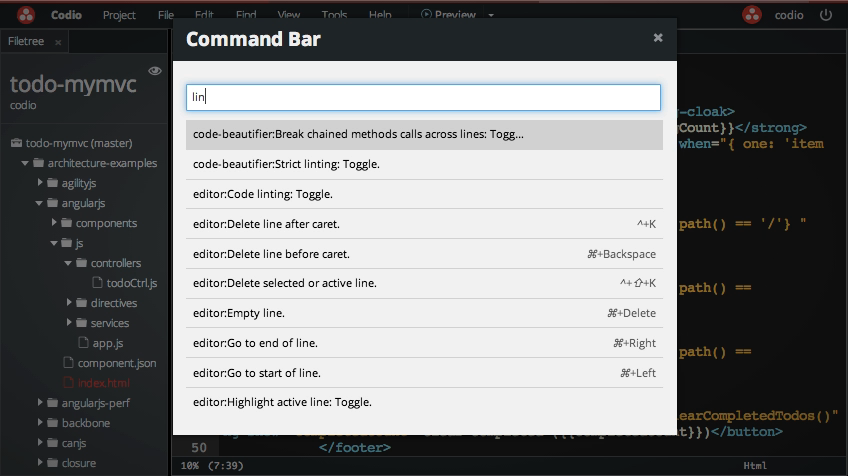 Codio Project File Edit Find View Tools Help Preview codio
Filetree ×
Command Bar ×
todo-mymvc
codio
lin
todo-mymvc (master)
architecture-examples
agilityjs
angularjs
components
js
controllers
todoCtrl.js
directives
services
app.js
component.json
index.html
angularjs-perf
backbone
canjs
closure
code-beautifier:Break chained methods calls across lines: Togg...
code-beautifier:Strict linting: Toggle.
editor:Code linting: Toggle.
editor:Delete line after caret. ^+K
editor:Delete line before caret. ⌘+Backspace
editor:Delete selected or active line. ^+⇧+K
editor:Empty line. ⌘+Delete
editor:Go to end of line. ⌘+Right
editor:Go to start of line. ⌘+Left
editor:Highlight active line: Toggle.
-cloak>
Count}}</strong>
when="{ one: 'item
path() == '/'} "
path() ==
path() ==
earCompletedTodos()"
}})</button>
50 </footer>
10% (7:39) Html